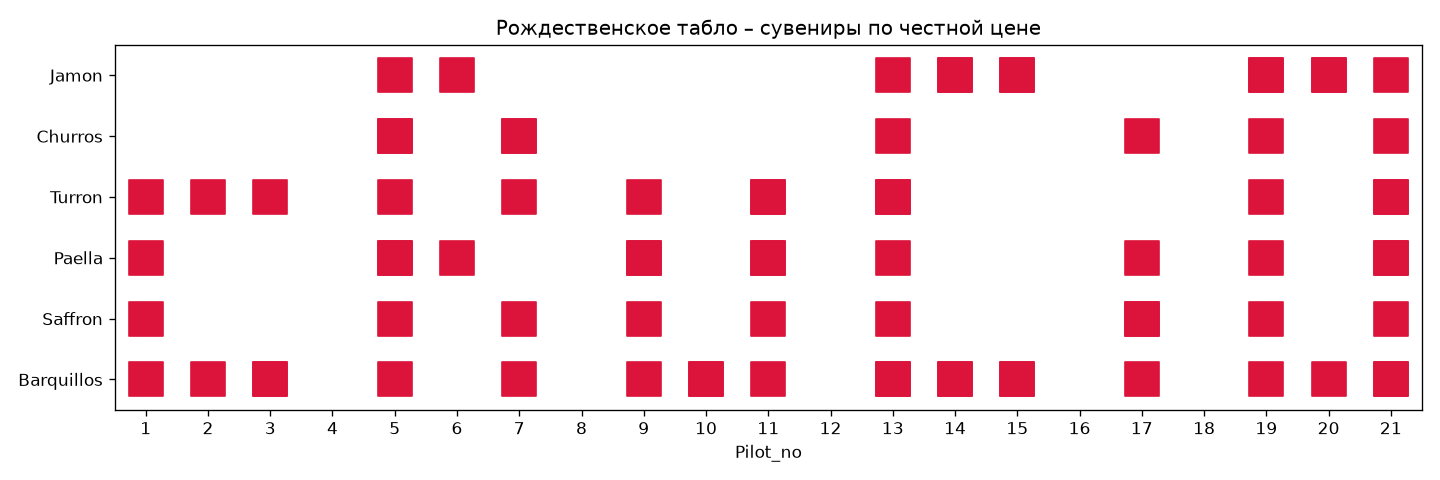 Рождественское табло – сувениры по честной цене
Jamon
Churros
Turron
Paella
Saffron
Barquillos
1 2 3 4 5 6 7 8 9 10 11 12 13 14 15 16 17 18 19 20 21
Pilot_no